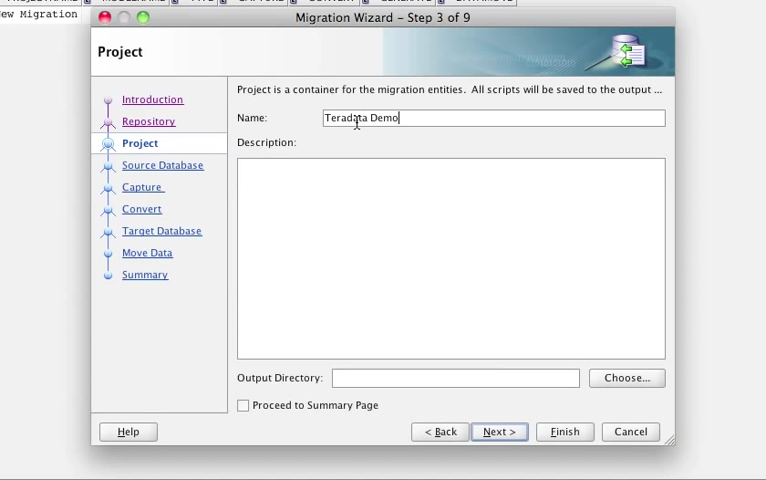 New Migration
Migration Wizard – Step 3 of 9
Project
Introduction
Repository
Project
Source Database
Capture
Convert
Target Database
Move Data
Summary
Project is a container for the migration entities. All scripts will be saved to the output ...
Name:
Teradata Demo
Description:
Output Directory:
Choose...
Proceed to Summary Page
Help
< Back
Next >
Finish
Cancel